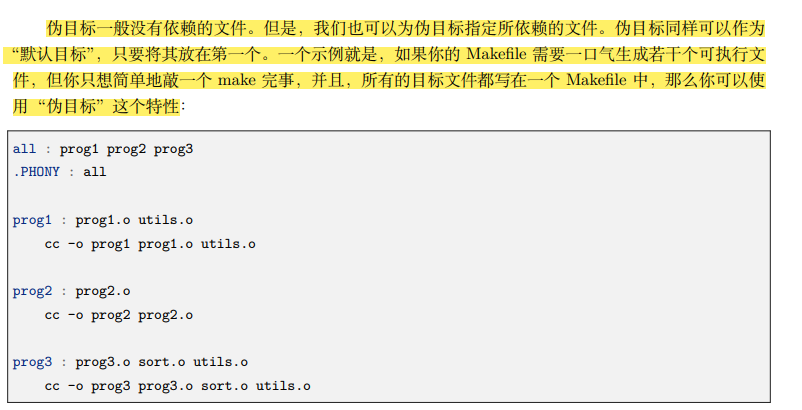 伪目标一般没有依赖的文件。但是，我们也可以为伪目标指定所依赖的文件。伪目标同样可以作为
“默认目标”，只要将其放在第一个。一个示例就是，如果你的 Makefile 需要一口气生成若干个可执行文
件，但你只想简单地敲一个 make 完事，并且，所有的目标文件都写在一个 Makefile 中，那么你可以使
用“伪目标”这个特性：
all : prog1 prog2 prog3
.PHONY : all
prog1 : prog1.o utils.o
cc -o prog1 prog1.o utils.o
prog2 : prog2.o
cc -o prog2 prog2.o
prog3 : prog3.o sort.o utils.o
cc -o prog3 prog3.o sort.o utils.o